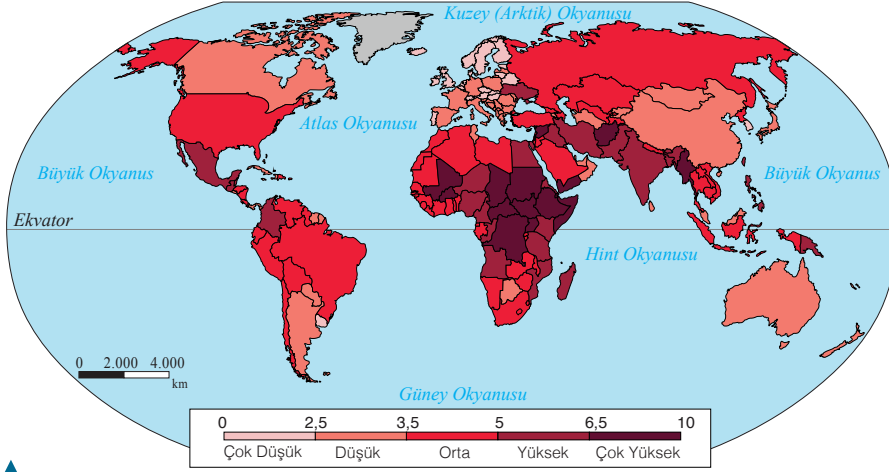 Kuzey (Arktik) Okyanusu
Atlas Okyanusu
Büyük Okyanus
Büyük Okyanus
Ekvator
Hint Okyanusu
0 2.000 4.000
km
Güney Okyanusu
0 2,5 3,5 5 6,5 10
Çok Düşük Düşük Orta Yüksek Çok Yüksek